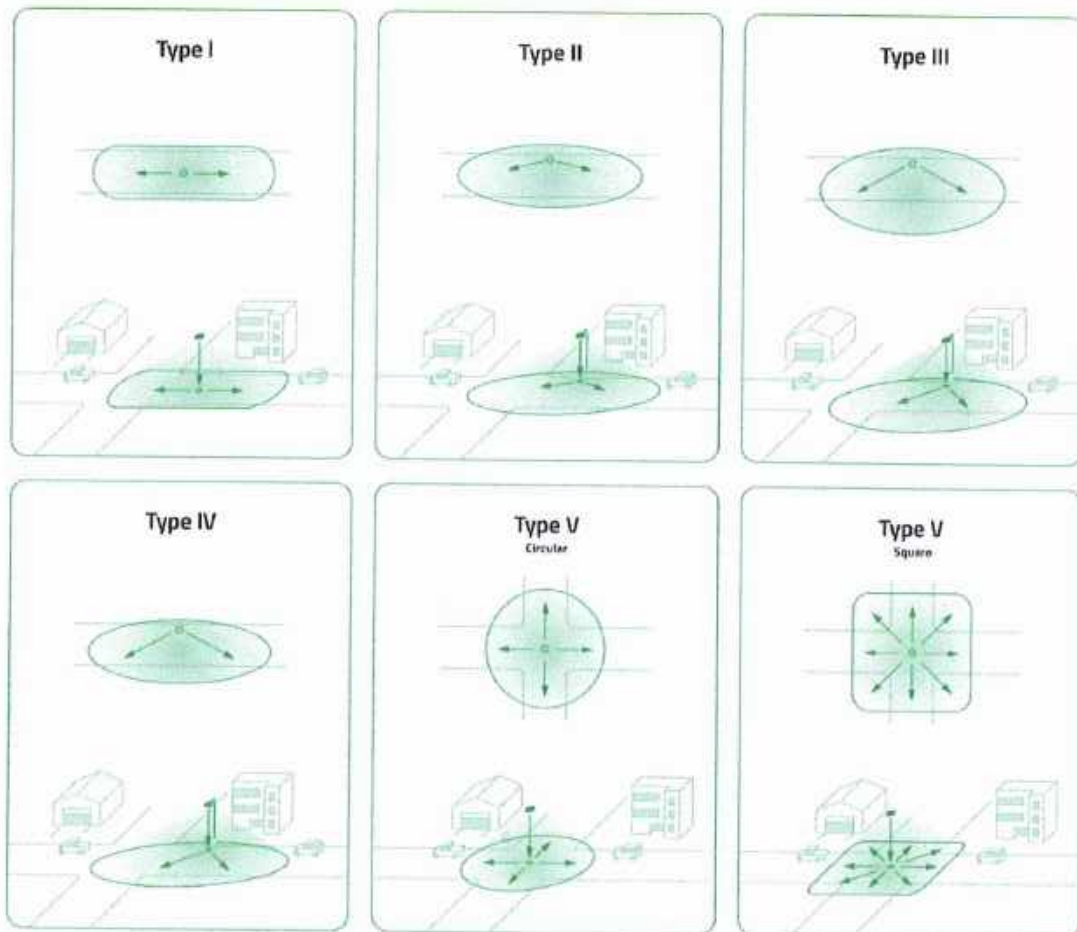 Type I
Type II
Type III
Type IV
Type V
Circular
Type V
Square